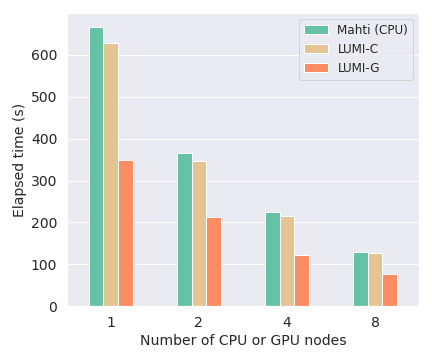 Mahti (CPU)
LUMI-C
LUMI-G
Elapsed time (s)
600
500
400
300
200
100
0
1 2 4 8
Number of CPU or GPU nodes